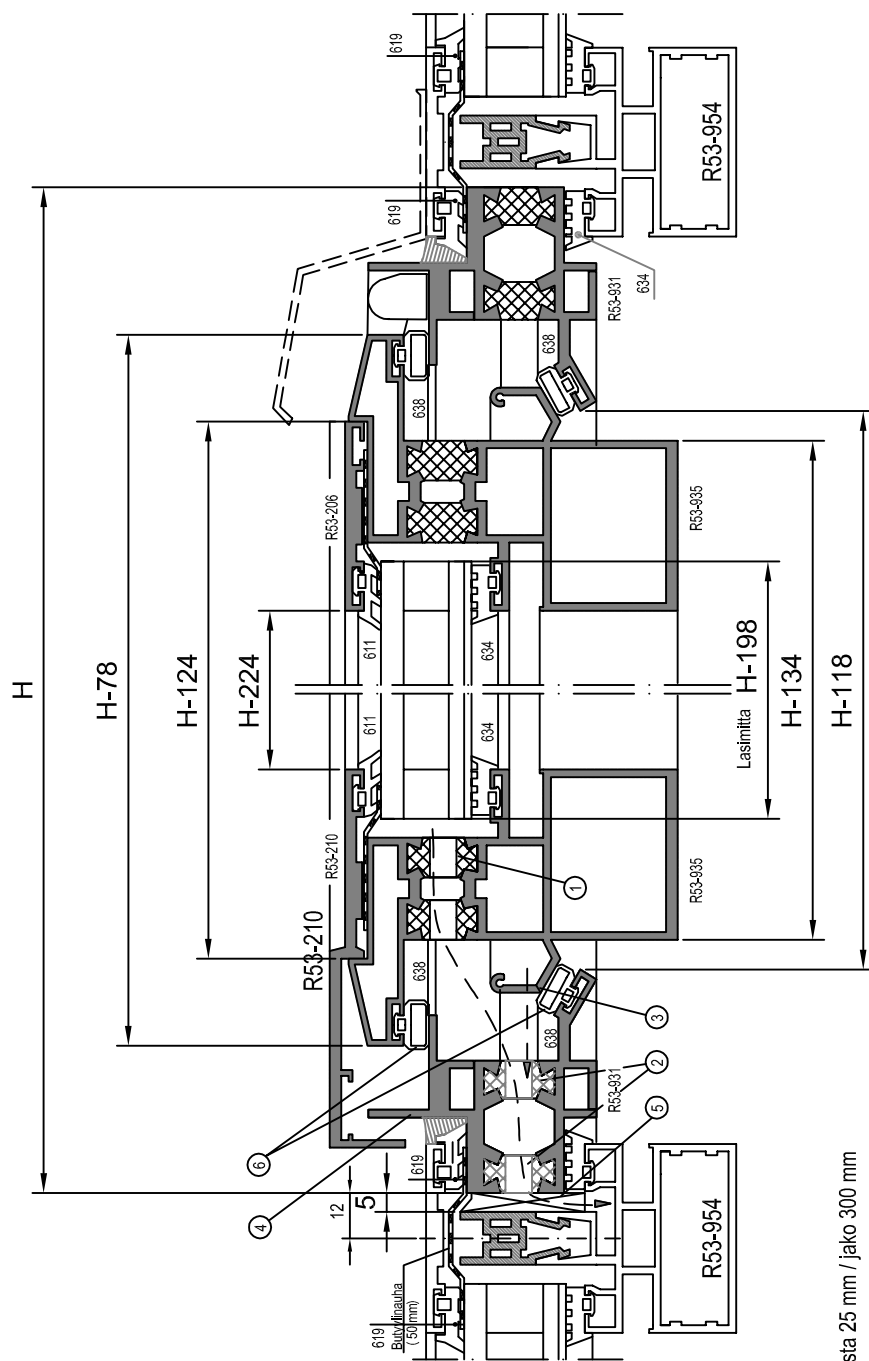 619
619
R53-954
634
R53-931
638
638
R53-206
R53-935
H
H-78
H-124
H-224
611
634
611
634
Lasimitta
H-198
H-134
H-118
R53-210
R53-210
1
R53-935
638
3
638
2
R53-931
5
6
4
619
12
5
619
Butyylinauha
( 50 mm)
R53-954
sta 25 mm / jako 300 mm